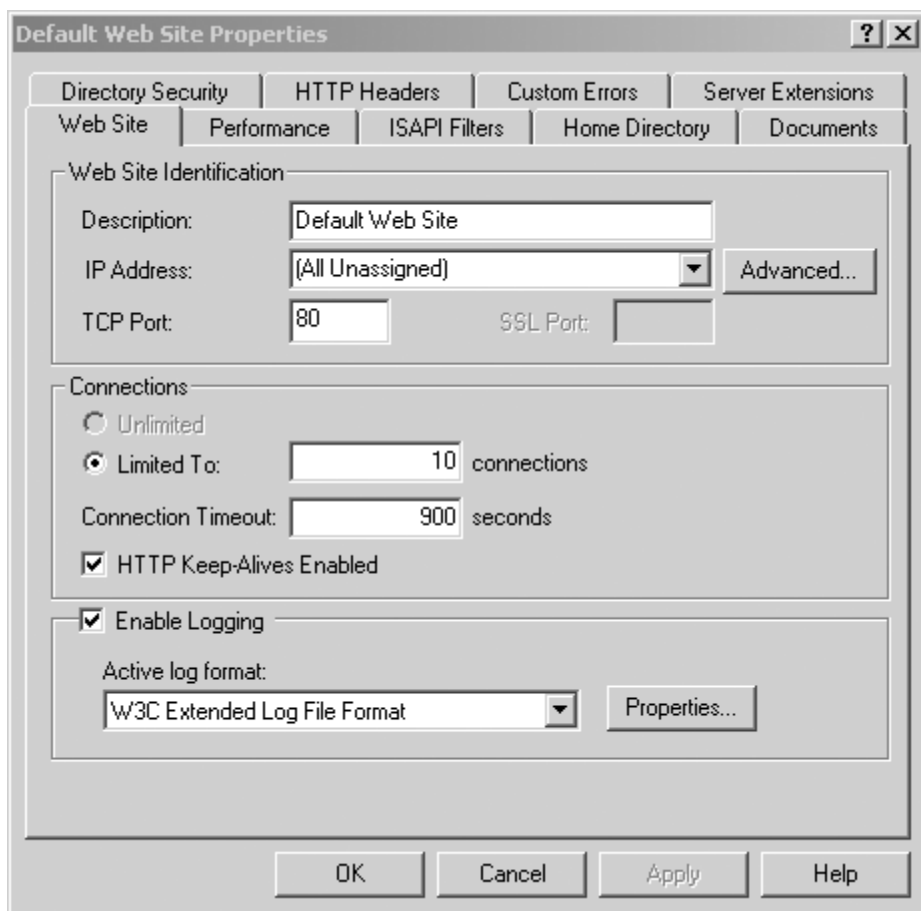 Default Web Site Properties
Directory Security HTTP Headers Custom Errors Server Extensions
Web Site Performance ISAPI Filters Home Directory Documents
Web Site Identification
Description: Default Web Site
IP Address: (All Unassigned) Advanced...
TCP Port: 80 SSL Port:
Connections
Unlimited
Limited To: 10 connections
Connection Timeout: 900 seconds
HTTP Keep-Alives Enabled
Enable Logging
Active log format:
W3C Extended Log File Format Properties...
OK Cancel Apply Help